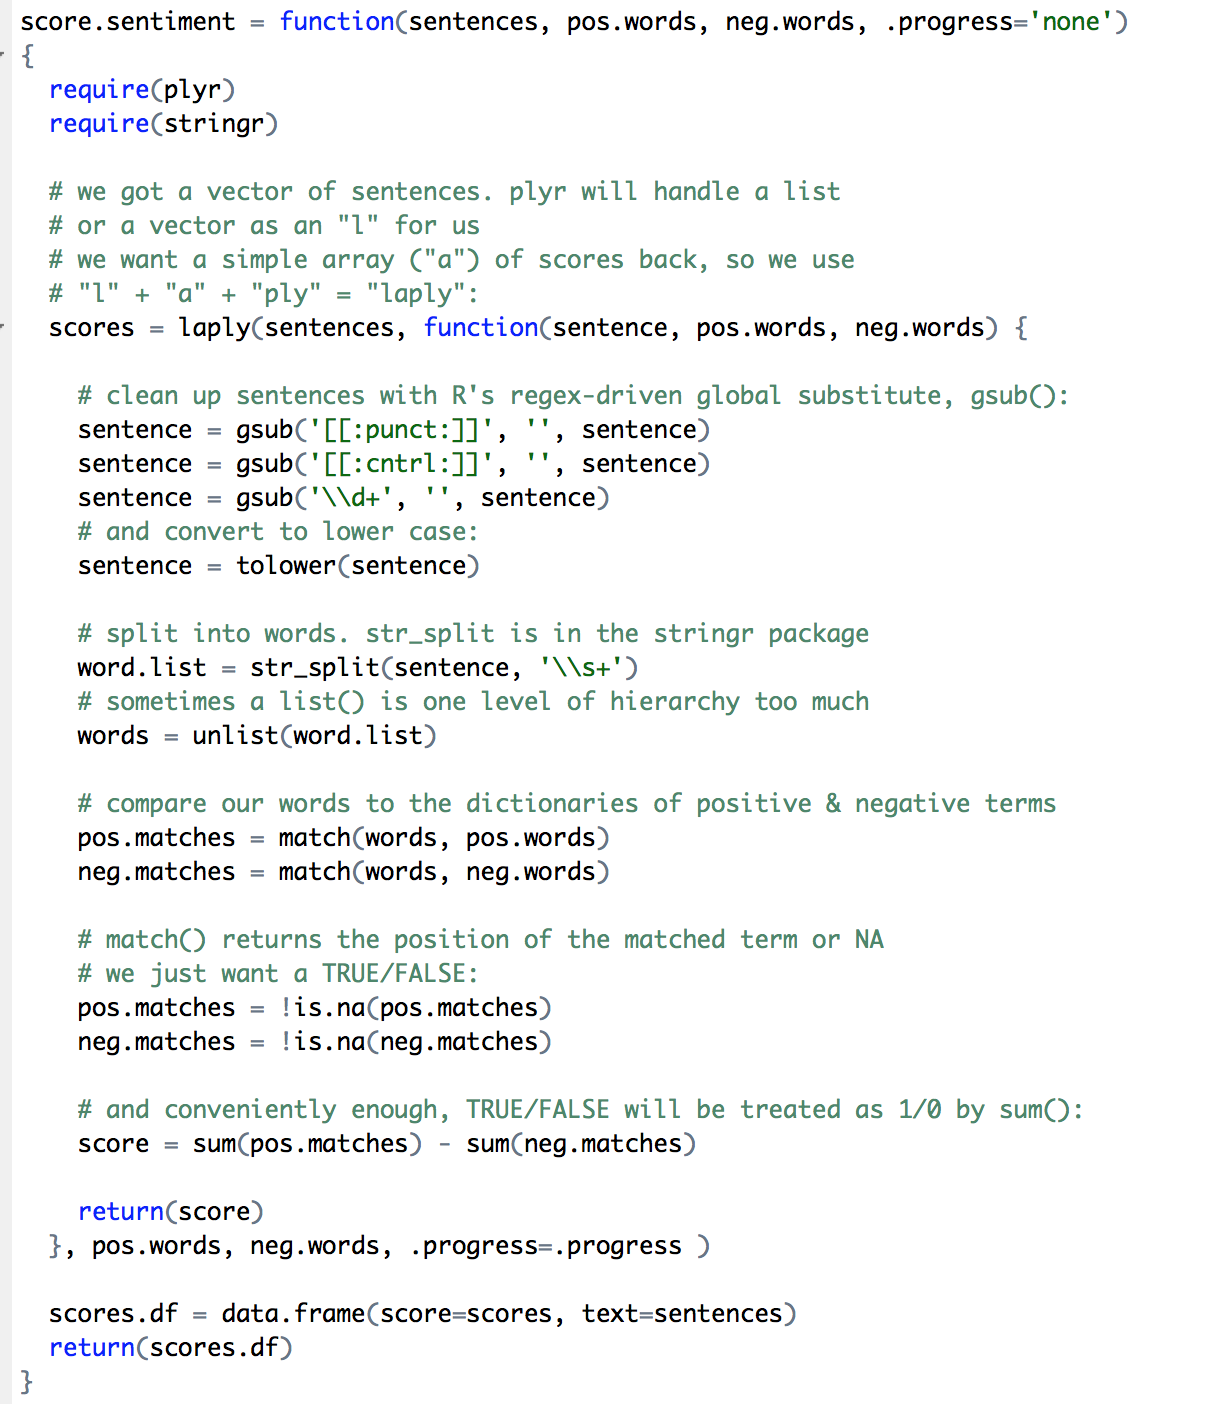 score.sentiment = function(sentences, pos.words, neg.words, .progress='none')
{
  require(plyr)
  require(stringr)

  # we got a vector of sentences. plyr will handle a list
  # or a vector as an "l" for us
  # we want a simple array ("a") of scores back, so we use
  # "l" + "a" + "ply" = "laply":
  scores = laply(sentences, function(sentence, pos.words, neg.words) {

    # clean up sentences with R's regex-driven global substitute, gsub():
    sentence = gsub('[[:punct:]]', '', sentence)
    sentence = gsub('[[:cntrl:]]', '', sentence)
    sentence = gsub('\\d+', '', sentence)
    # and convert to lower case:
    sentence = tolower(sentence)

    # split into words. str_split is in the stringr package
    word.list = str_split(sentence, '\\s+')
    # sometimes a list() is one level of hierarchy too much
    words = unlist(word.list)

    # compare our words to the dictionaries of positive & negative terms
    pos.matches = match(words, pos.words)
    neg.matches = match(words, neg.words)

    # match() returns the position of the matched term or NA
    # we just want a TRUE/FALSE:
    pos.matches = !is.na(pos.matches)
    neg.matches = !is.na(neg.matches)

    # and conveniently enough, TRUE/FALSE will be treated as 1/0 by sum():
    score = sum(pos.matches) - sum(neg.matches)

    return(score)
  }, pos.words, neg.words, .progress=.progress )

  scores.df = data.frame(score=scores, text=sentences)
  return(scores.df)
}